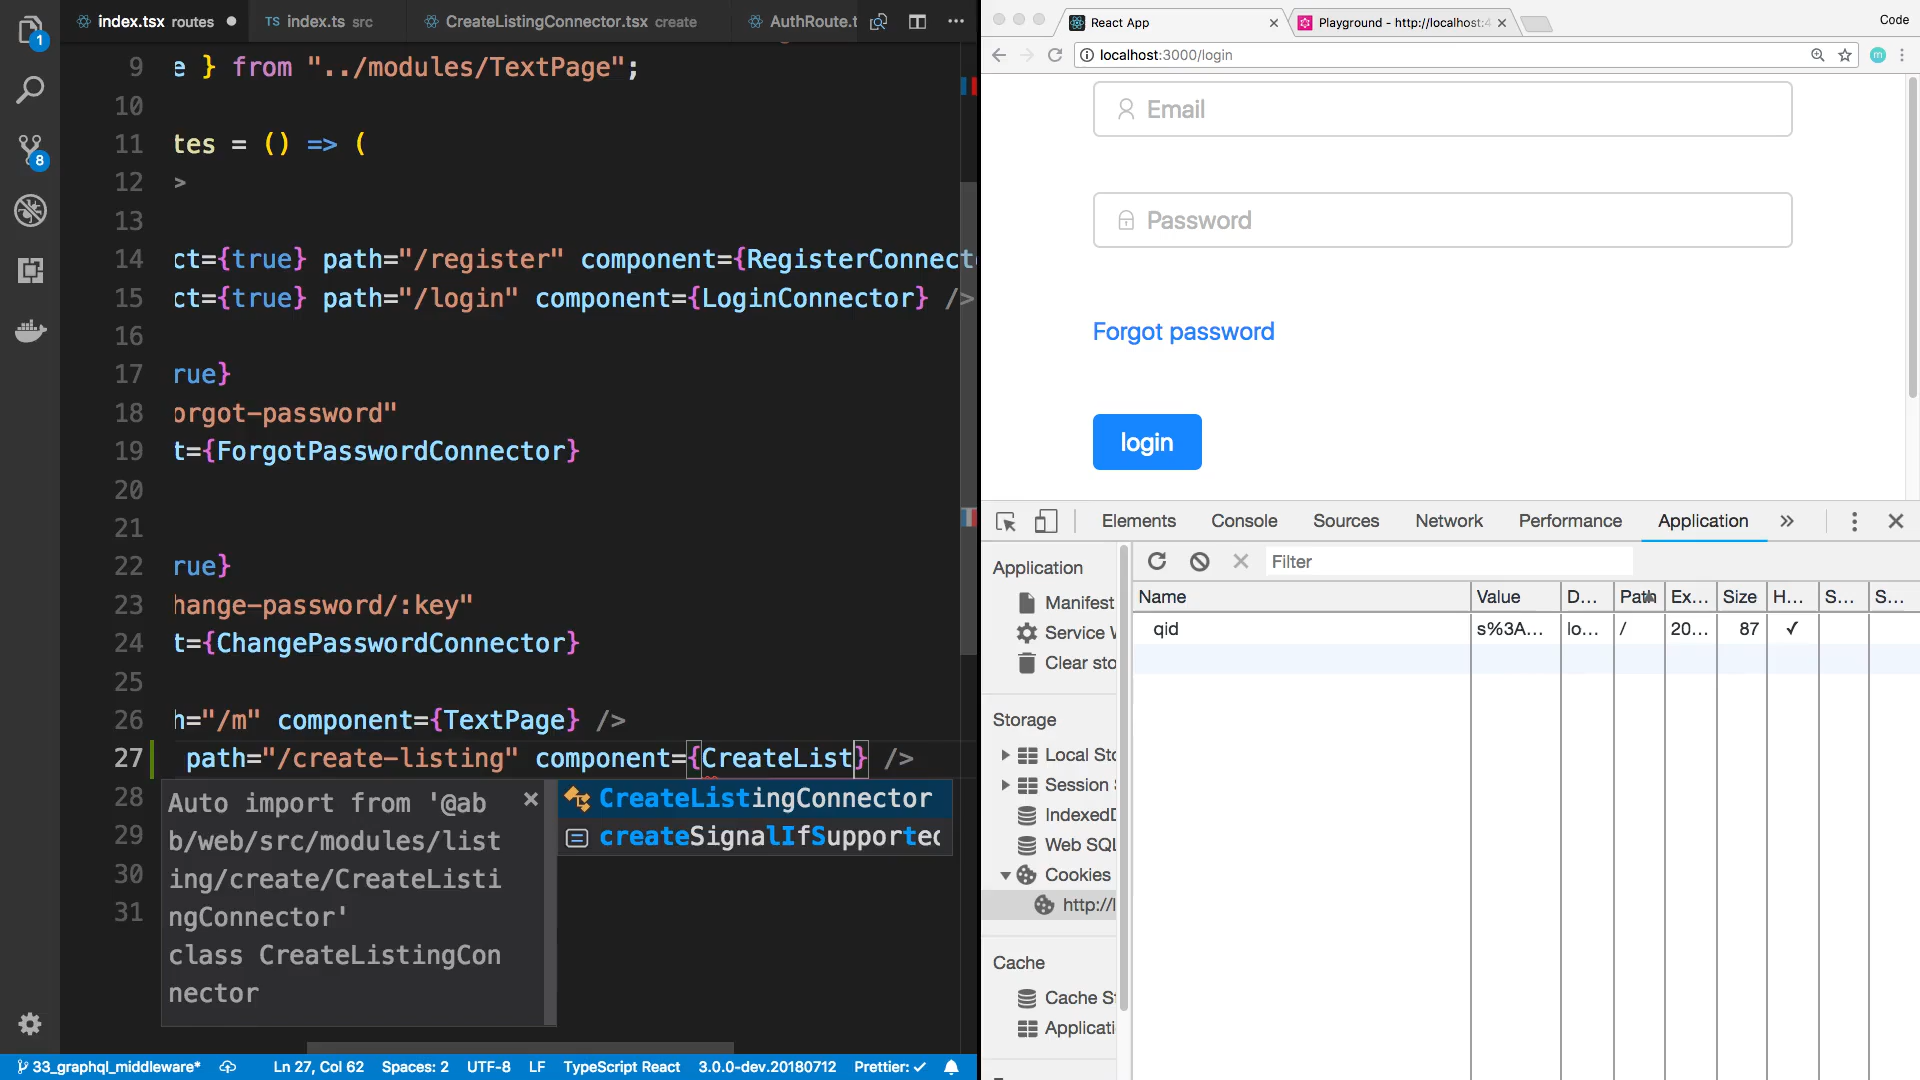 index.tsx routes
TS index.ts src
CreateListingConnector.tsx create
AuthRoute.t
9 e } from "../modules/TextPage";
10
11 tes = () => (
12 >
13
14 ct={true} path="/register" component={RegisterConnect
15 ct={true} path="/login" component={LoginConnector} />
16
17 rue}
18 orgot-password"
19 t={ForgotPasswordConnector}
20
21
22 rue}
23 hange-password/:key"
24 t={ChangePasswordConnector}
25
26 h="/m" component={TextPage} />
27 path="/create-listing" component={CreateList} />
28
29
30
31
Auto import from '@ab
b/web/src/modules/list
ing/create/CreateListi
ngConnector'
class CreateListingCon
nector
CreateListingConnector
createSignalIfSupported
1
8
33_graphql_middleware*
Ln 27, Col 62
Spaces: 2
UTF-8
LF
TypeScript React
3.0.0-dev.20180712
Prettier: ✓
React App
Playground - http://localhost:4
Code
localhost:3000/login
m
Email
Password
Forgot password
login
Elements
Console
Sources
Network
Performance
Application
Application
Manifest
Service W
Clear sto
Storage
Local Sto
Session S
IndexedD
Web SQL
Cookies
http://l
Cache
Cache St
Applicati
Filter
Name Value D... Path Ex... Size H... S... S...
qid s%3A... lo... / 20... 87 ✓